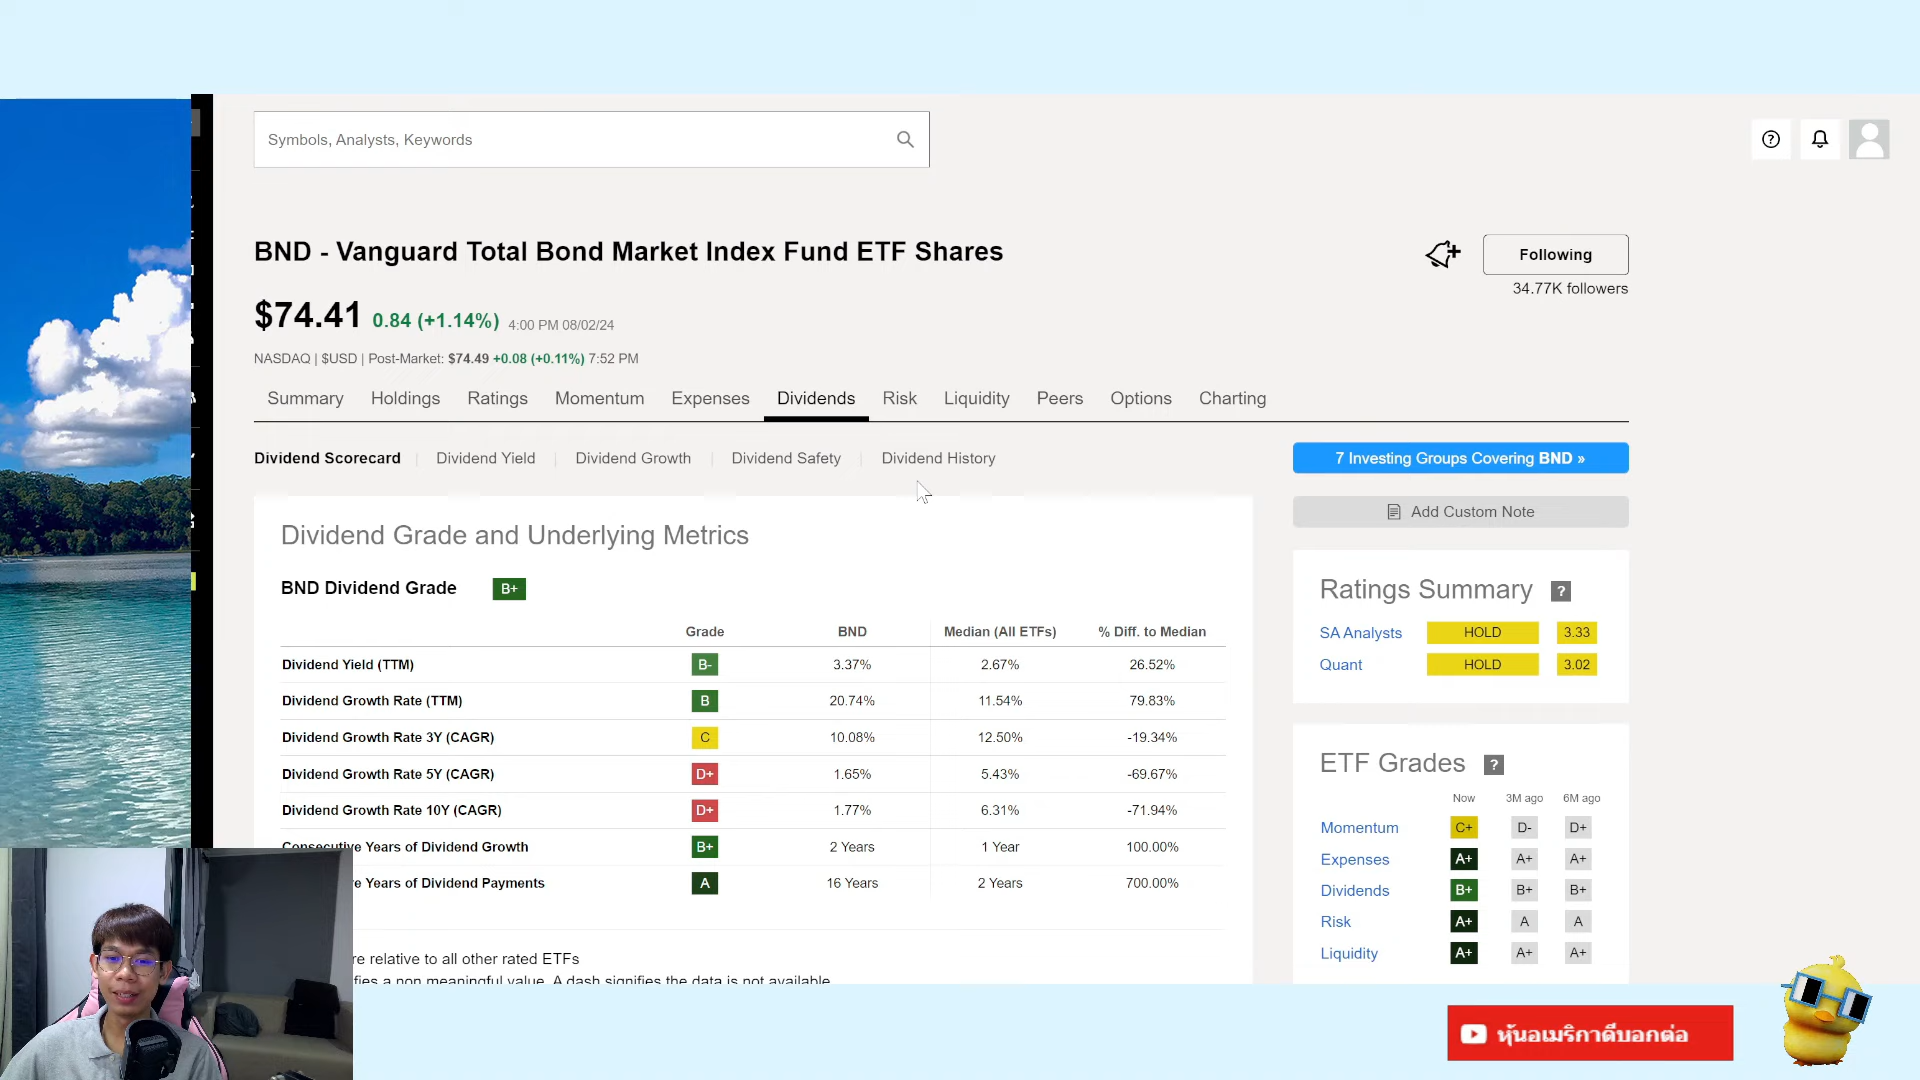 Symbols, Analysts, Keywords
BND - Vanguard Total Bond Market Index Fund ETF Shares
Following
34.77K followers
$74.41 0.84 (+1.14%) 4:00 PM 08/02/24
NASDAQ | $USD | Post-Market: $74.49 +0.08 (+0.11%) 7:52 PM
Summary Holdings Ratings Momentum Expenses Dividends Risk Liquidity Peers Options Charting
Dividend Scorecard | Dividend Yield | Dividend Growth | Dividend Safety | Dividend History
7 Investing Groups Covering BND »
Add Custom Note
Dividend Grade and Underlying Metrics
BND Dividend Grade B+
Grade BND Median (All ETFs) % Diff. to Median
Dividend Yield (TTM) B- 3.37% 2.67% 26.52%
Dividend Growth Rate (TTM) B 20.74% 11.54% 79.83%
Dividend Growth Rate 3Y (CAGR) C 10.08% 12.50% -19.34%
Dividend Growth Rate 5Y (CAGR) D+ 1.65% 5.43% -69.67%
Dividend Growth Rate 10Y (CAGR) D+ 1.77% 6.31% -71.94%
Consecutive Years of Dividend Growth B+ 2 Years 1 Year 100.00%
Years of Dividend Payments A 16 Years 2 Years 700.00%
relative to all other rated ETFs
a non meaningful value. A dash signifies the data is not available
Ratings Summary ?
SA Analysts HOLD 3.33
Quant HOLD 3.02
ETF Grades ?
Now 3M ago 6M ago
Momentum C+ D- D+
Expenses A+ A+ A+
Dividends B+ B+ B+
Risk A+ A A
Liquidity A+ A+ A+
หุ้นอเมริกาดีบอกต่อ